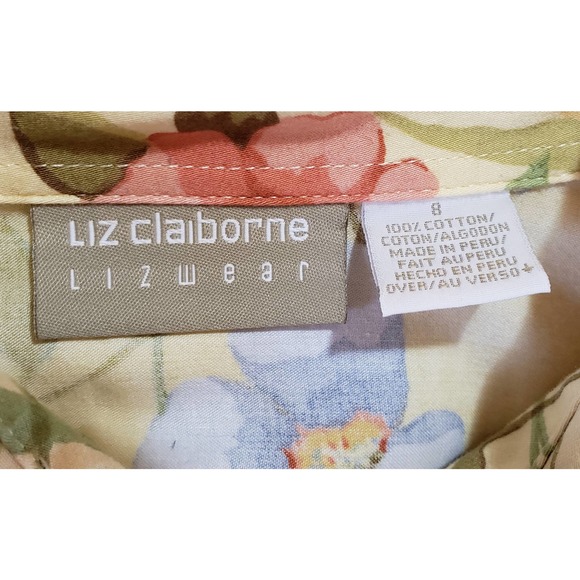 Liz claiborne
LIZWEAR
8
100% COTTON/
COTON/ALGODON
MADE IN PERU/
FAIT AU PERU
HECHO EN PERU
OVER/AU VERSO